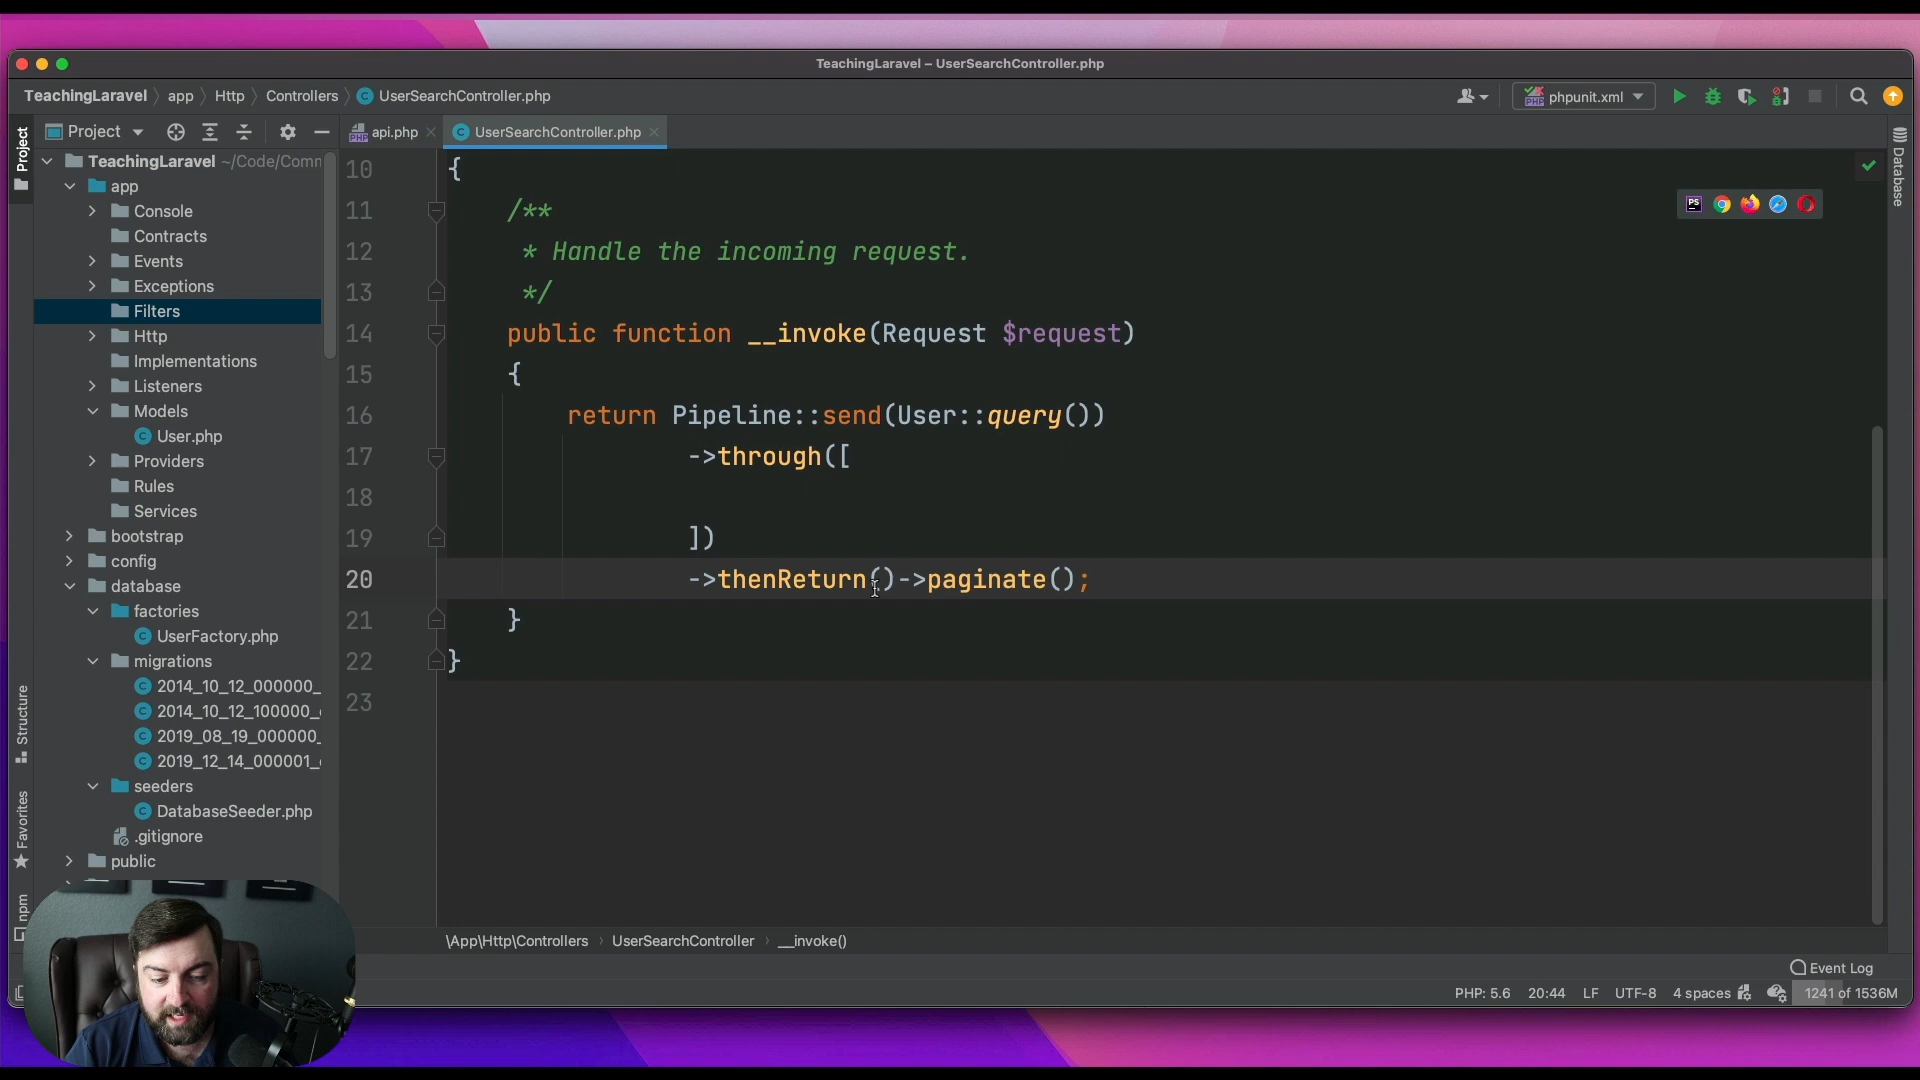 TeachingLaravel – UserSearchController.php
TeachingLaravel
app
Http
Controllers
UserSearchController.php
phpunit.xml
Project
api.php
UserSearchController.php
Project
Structure
Favorites
npm
Database
TeachingLaravel ~/Code/Comm
app
Console
Contracts
Events
Exceptions
Filters
Http
Implementations
Listeners
Models
User.php
Providers
Rules
Services
bootstrap
config
database
factories
UserFactory.php
migrations
2014_10_12_000000_
2014_10_12_100000_
2019_08_19_000000_
2019_12_14_000001_
seeders
DatabaseSeeder.php
.gitignore
public
10 {
11 /**
12 * Handle the incoming request.
13 */
14 public function __invoke(Request $request)
15 {
16 return Pipeline::send(User::query())
17 ->through([
18
19 ])
20 ->thenReturn()->paginate();
21 }
22 }
23
PS
\App\Http\Controllers
UserSearchController
__invoke()
Event Log
PHP: 5.6
20:44
LF
UTF-8
4 spaces
1241 of 1536M